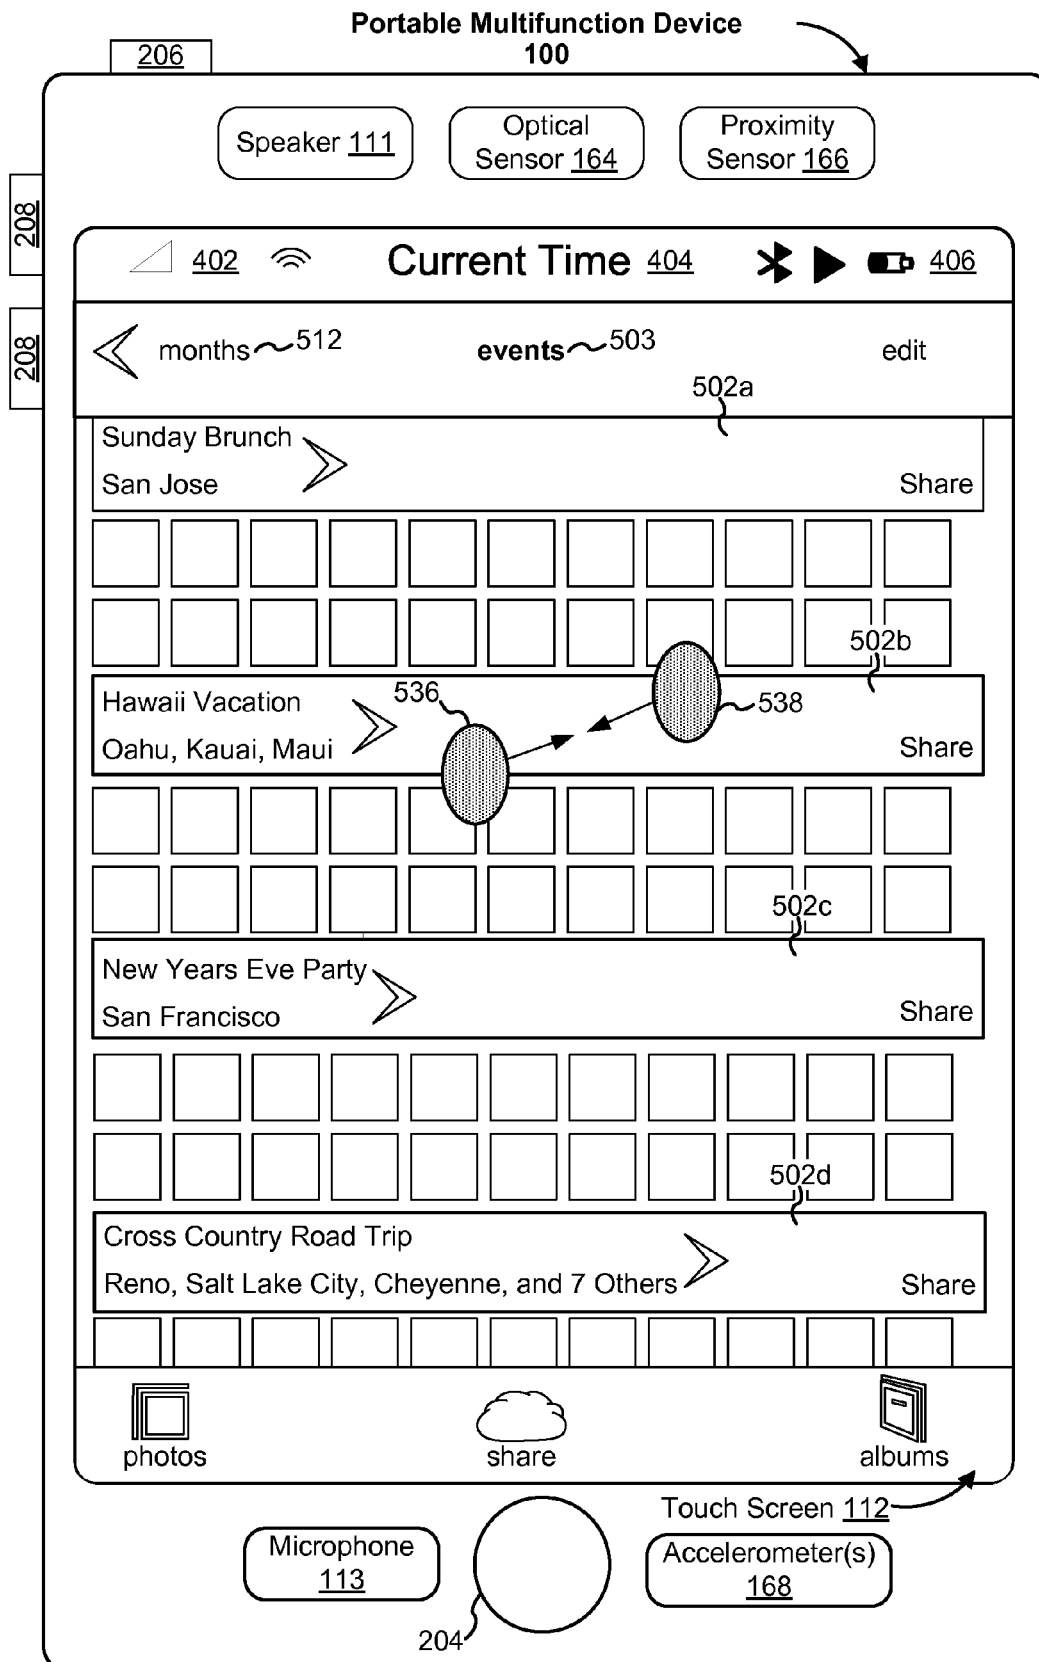 Portable Multifunction Device
100
206
Speaker 111
Optical
Sensor 164
Proximity
Sensor 166
208
208
402
Current Time 404
406
months 512
events 503
edit
502a
Sunday Brunch
San Jose
Share
502b
Hawaii Vacation
536
538
Oahu, Kauai, Maui
Share
502c
New Years Eve Party
San Francisco
Share
502d
Cross Country Road Trip
Reno, Salt Lake City, Cheyenne, and 7 Others
Share
photos
share
albums
Touch Screen 112
Microphone
113
Accelerometer(s)
168
204